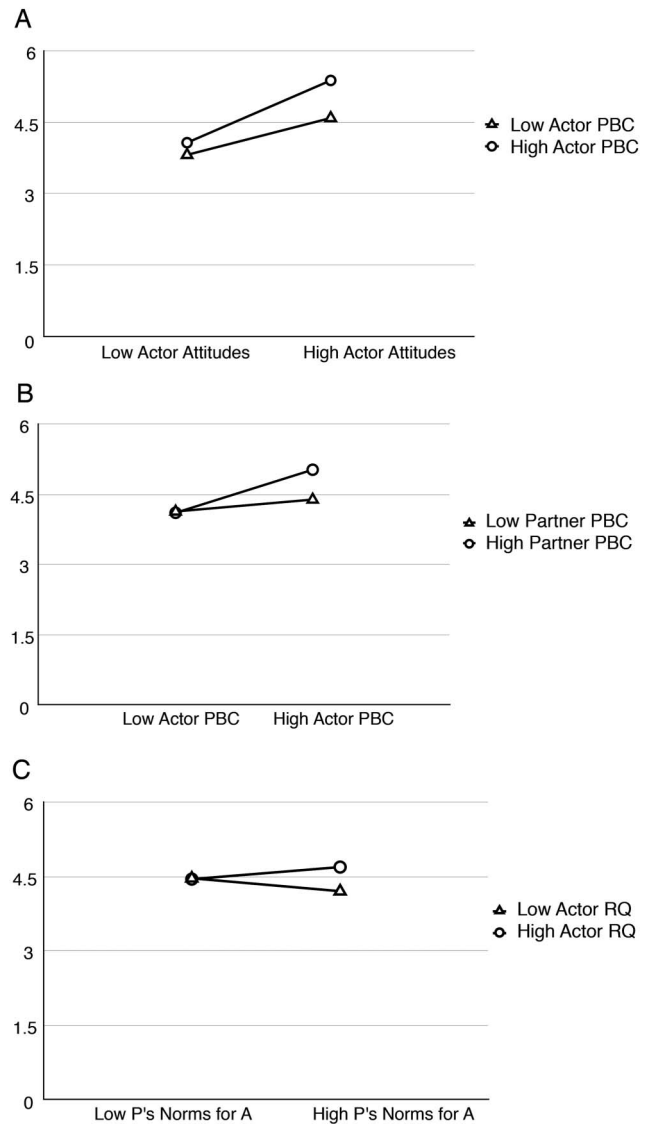 A
6
4.5
3
1.5
0
Low Actor Attitudes High Actor Attitudes
Low Actor PBC
High Actor PBC
B
6
4.5
3
1.5
0
Low Actor PBC High Actor PBC
Low Partner PBC
High Partner PBC
C
6
4.5
3
1.5
0
Low P's Norms for A High P's Norms for A
Low Actor RQ
High Actor RQ